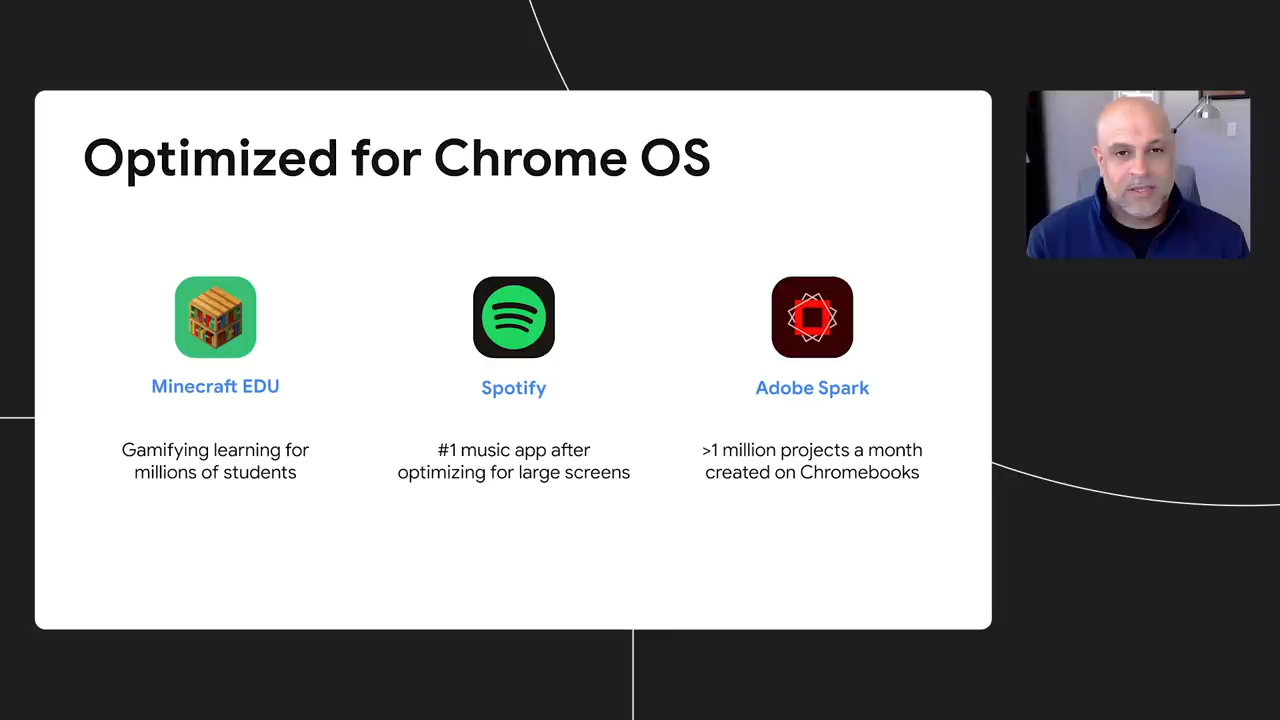 Optimized for Chrome OS
Minecraft EDU
Gamifying learning for
millions of students
Spotify
#1 music app after
optimizing for large screens
Adobe Spark
>1 million projects a month
created on Chromebooks